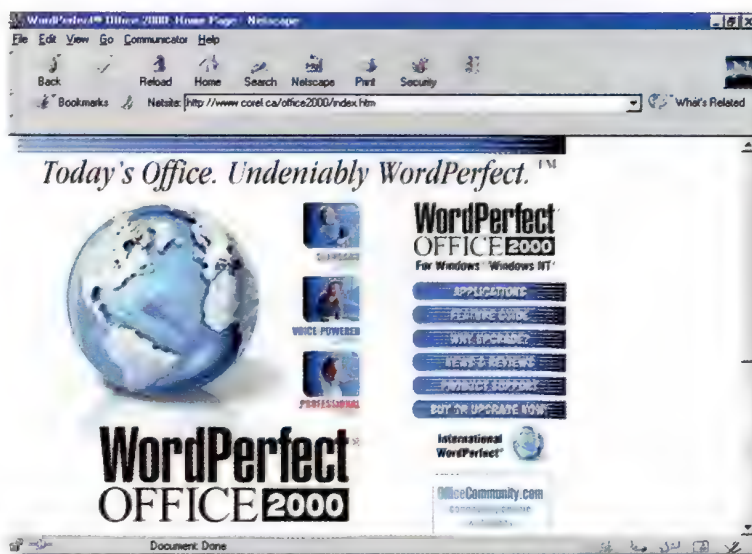 WordPerfect® Office 2000 Home Page - Netscape
File Edit View Go Communicator Help
Back Reload Home Search Netscape Print Security
Bookmarks Netsite: http://www.corel.ca/office2000/index.htm What's Related
Today's Office. Undeniably WordPerfect.™
STANDARD
VOICE-POWERED
PROFESSIONAL
WordPerfect
OFFICE 2000
WordPerfect
OFFICE 2000
For Windows® Windows NT®
APPLICATIONS
FEATURE GUIDE
WHY UPGRADE?
NEWS & REVIEWS
PRODUCT SUPPORT
BUY OR UPGRADE NOW
International
WordPerfect®
OfficeCommunity.com
Document: Done